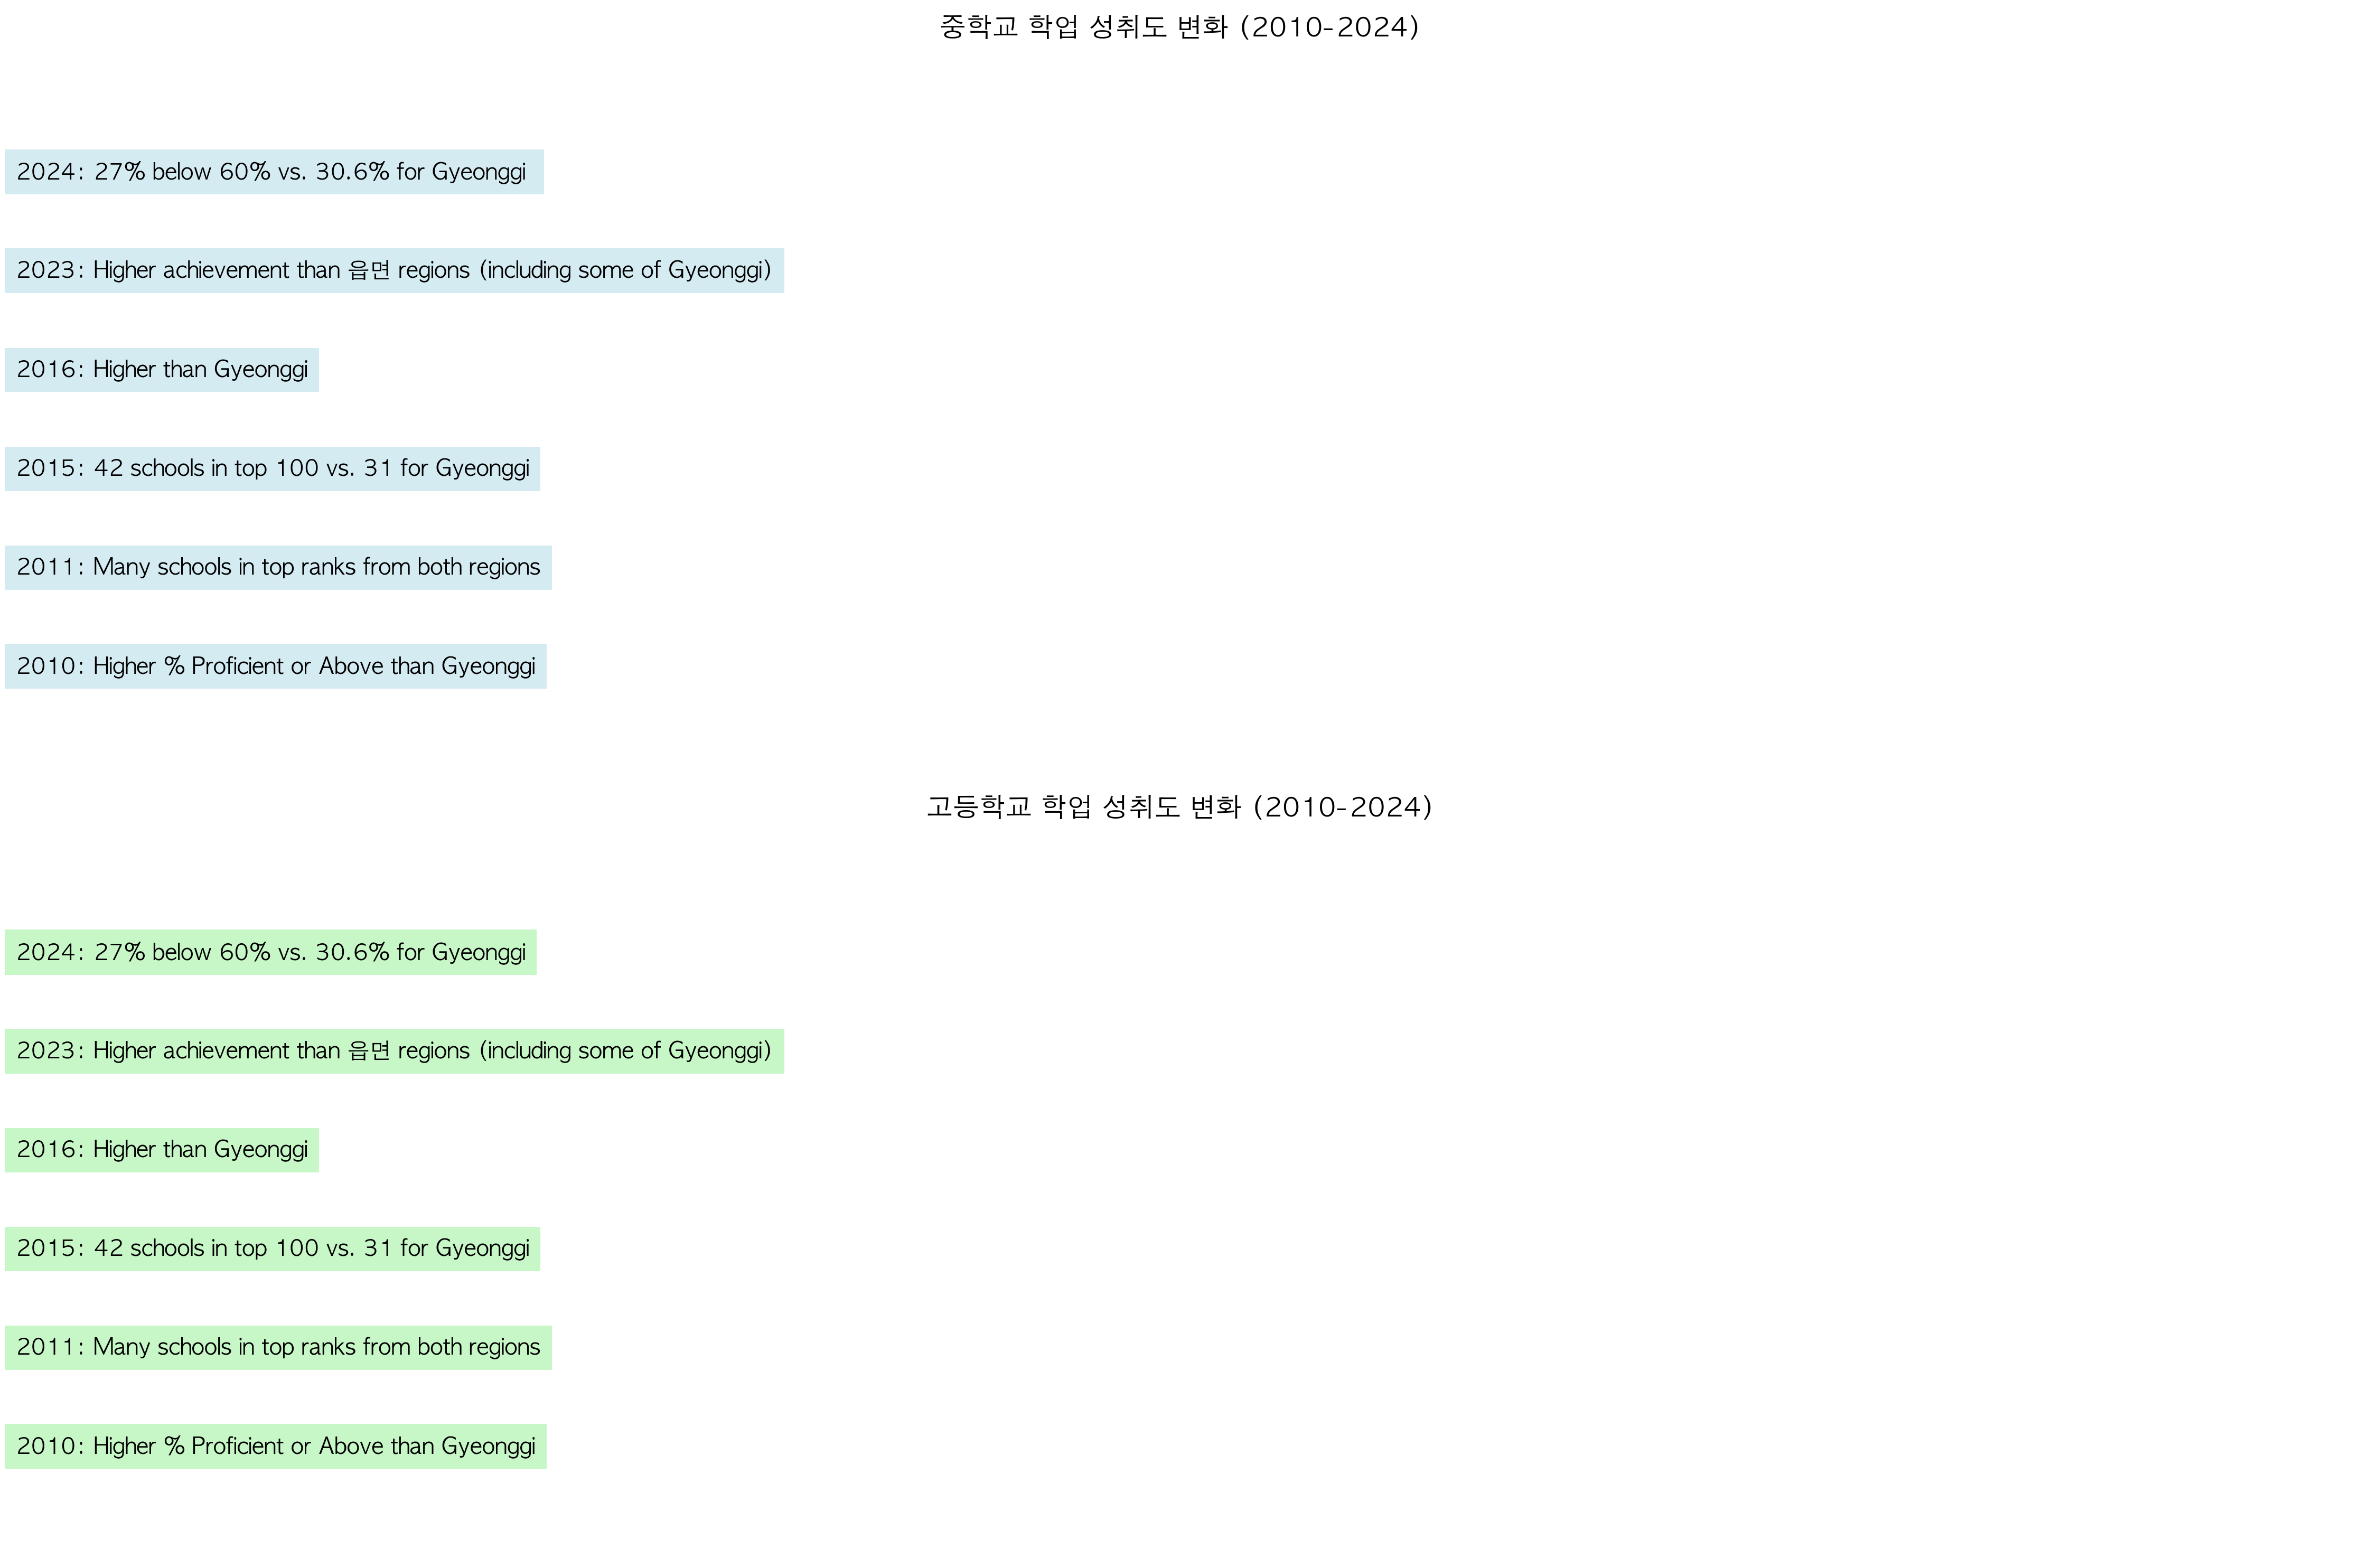 중학교 학업 성취도 변화 (2010-2024)
2024: 27% below 60% vs. 30.6% for Gyeonggi
2023: Higher achievement than 읍면 regions (including some of Gyeonggi)
2016: Higher than Gyeonggi
2015: 42 schools in top 100 vs. 31 for Gyeonggi
2011: Many schools in top ranks from both regions
2010: Higher % Proficient or Above than Gyeonggi
고등학교 학업 성취도 변화 (2010-2024)
2024: 27% below 60% vs. 30.6% for Gyeonggi
2023: Higher achievement than 읍면 regions (including some of Gyeonggi)
2016: Higher than Gyeonggi
2015: 42 schools in top 100 vs. 31 for Gyeonggi
2011: Many schools in top ranks from both regions
2010: Higher % Proficient or Above than Gyeonggi